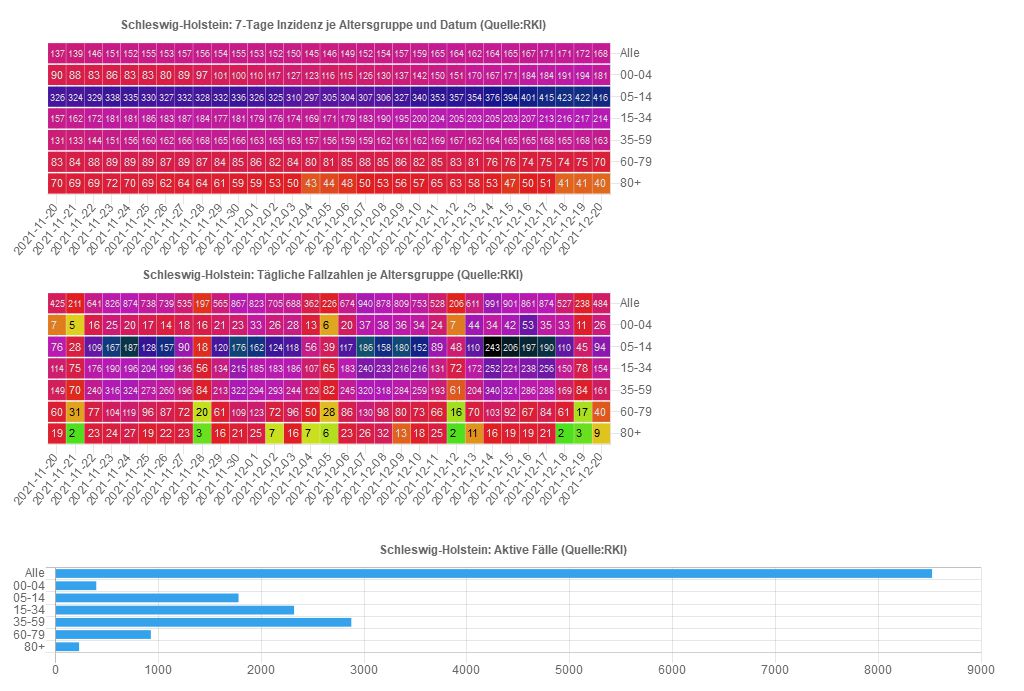 Schleswig-Holstein: 7-Tage Inzidenz je Altersgruppe und Datum (Quelle:RKI)
137 139 146 151 152 155 153 157 156 154 155 153 152 150 145 146 149 152 154 157 159 165 164 162 164 165 167 171 171 172 168 Alle
90 88 83 86 83 83 80 89 97 101 100 110 117 127 123 116 115 126 130 137 142 150 151 170 167 171 184 184 191 194 181 00-04
326 324 329 338 335 330 327 332 328 332 336 326 325 310 297 305 304 307 306 327 340 353 357 354 376 394 401 415 423 422 416 05-14
157 162 172 181 181 186 183 187 184 177 181 179 176 174 169 171 179 183 190 195 200 204 205 203 205 203 207 213 216 217 214 15-34
131 133 144 151 156 160 162 166 168 165 166 163 165 163 157 156 159 159 162 161 162 169 167 162 164 165 165 168 165 168 163 35-59
83 84 88 89 89 89 87 89 87 84 85 86 82 84 80 81 85 88 85 86 82 85 83 81 76 76 74 75 74 75 70 60-79
70 69 69 72 70 69 62 64 64 61 59 59 53 50 43 44 48 50 53 56 57 65 63 58 53 47 50 51 41 41 40 80+
2021-11-20 2021-11-21 2021-11-22 2021-11-23 2021-11-24 2021-11-25 2021-11-26 2021-11-27 2021-11-28 2021-11-29 2021-11-30 2021-12-01 2021-12-02 2021-12-03 2021-12-04 2021-12-05 2021-12-06 2021-12-07 2021-12-08 2021-12-09 2021-12-10 2021-12-11 2021-12-12 2021-12-13 2021-12-14 2021-12-15 2021-12-16 2021-12-17 2021-12-18 2021-12-19 2021-12-20
Schleswig-Holstein: Tägliche Fallzahlen je Altersgruppe (Quelle:RKI)
425 211 641 826 874 738 739 535 197 565 867 823 705 688 362 226 674 940 878 809 753 528 206 611 991 901 861 874 527 238 484 Alle
7 5 16 25 20 17 14 18 16 21 23 33 26 28 13 6 20 37 38 36 34 24 7 44 34 42 53 35 33 11 26 00-04
76 28 109 167 187 128 157 90 18 120 176 162 124 118 56 39 117 186 158 180 152 89 48 110 243 206 197 190 110 45 94 05-14
114 75 176 190 196 204 199 136 56 134 215 185 183 186 107 65 183 240 233 216 216 131 72 172 252 221 238 256 150 78 154 15-34
149 70 240 316 324 273 260 196 84 213 322 294 293 244 129 82 245 320 318 284 259 193 61 204 340 321 286 288 169 84 161 35-59
60 31 77 104 119 96 87 72 20 61 109 123 72 96 50 28 86 130 98 80 73 66 16 70 103 92 67 84 61 17 40 60-79
19 2 23 24 27 19 22 23 3 16 21 25 7 16 7 6 23 26 32 13 18 25 2 11 16 19 19 21 2 3 9 80+
2021-11-20 2021-11-21 2021-11-22 2021-11-23 2021-11-24 2021-11-25 2021-11-26 2021-11-27 2021-11-28 2021-11-29 2021-11-30 2021-12-01 2021-12-02 2021-12-03 2021-12-04 2021-12-05 2021-12-06 2021-12-07 2021-12-08 2021-12-09 2021-12-10 2021-12-11 2021-12-12 2021-12-13 2021-12-14 2021-12-15 2021-12-16 2021-12-17 2021-12-18 2021-12-19 2021-12-20
Schleswig-Holstein: Aktive Fälle (Quelle:RKI)
Alle
00-04
05-14
15-34
35-59
60-79
80+
0 1000 2000 3000 4000 5000 6000 7000 8000 9000